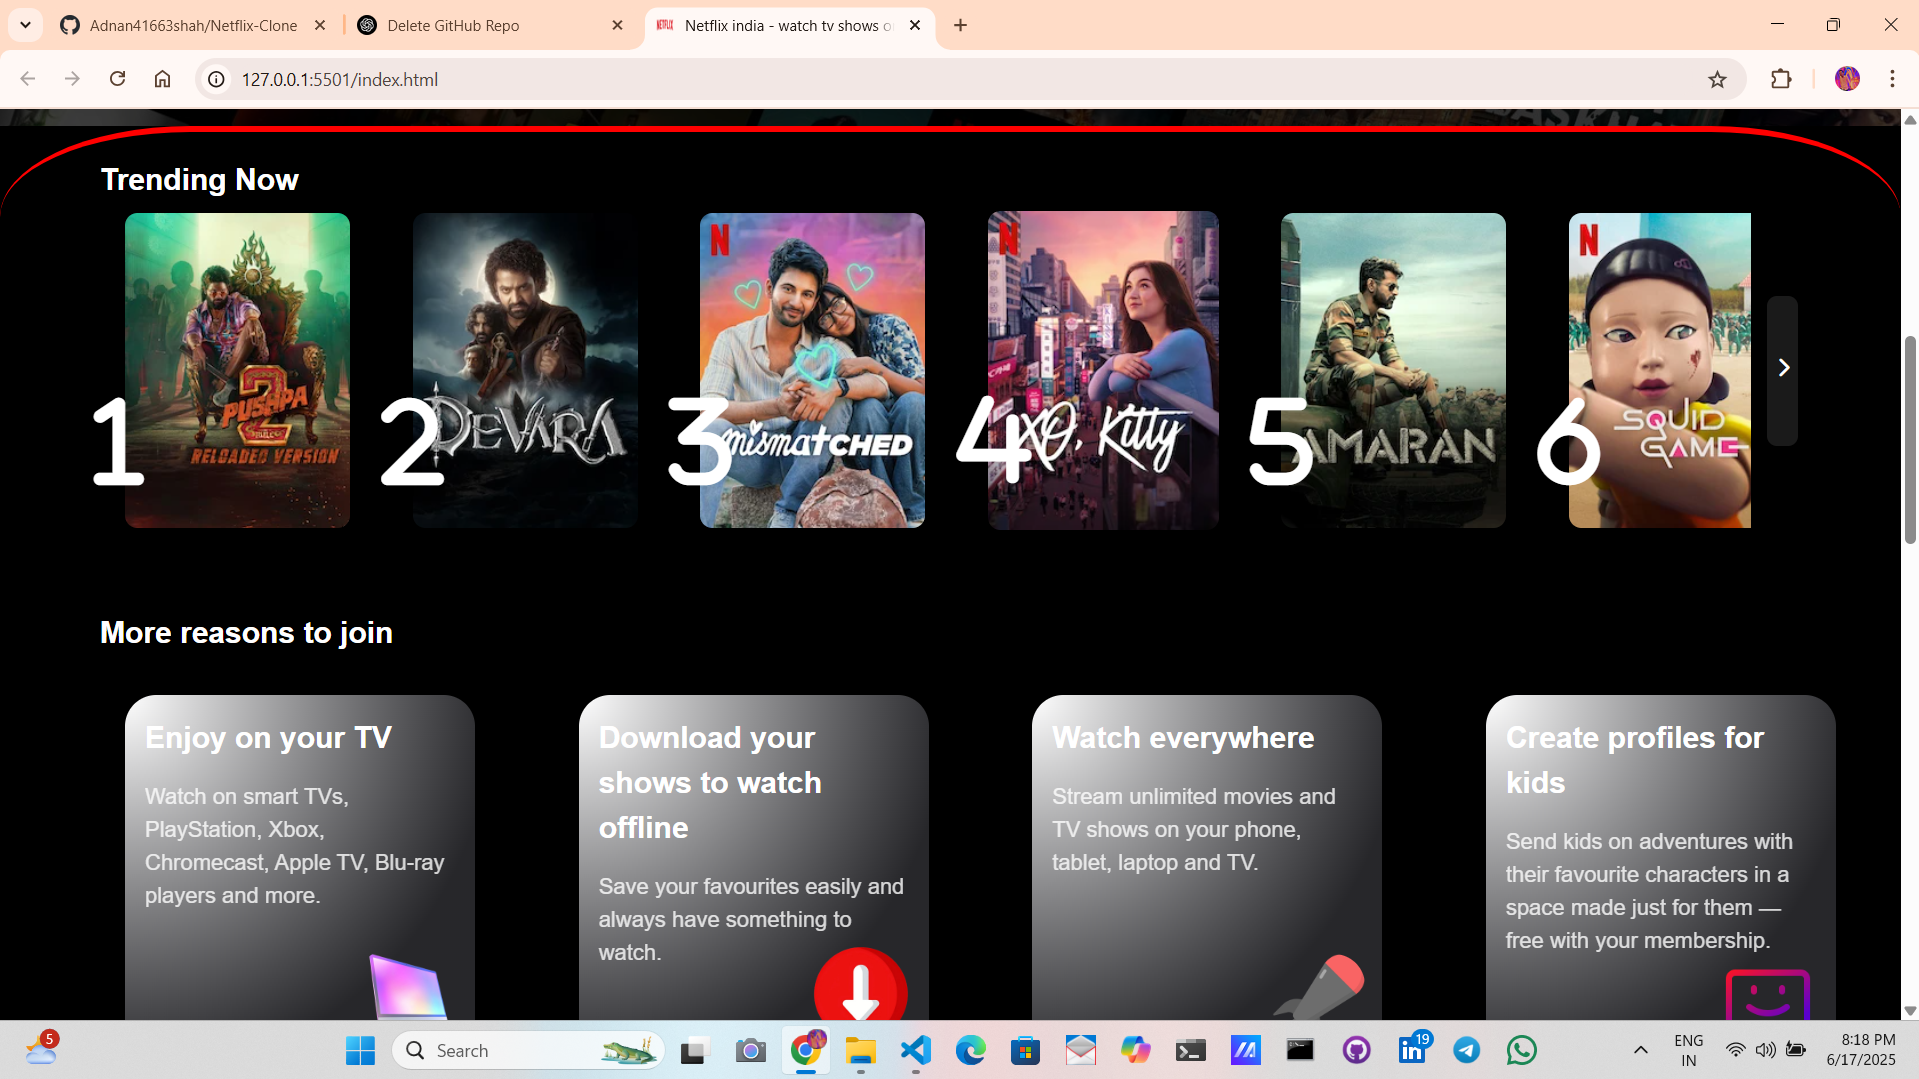 Adnan41663shah/Netflix-Clone
Delete GitHub Repo
NETFLIX
Netflix india - watch tv shows o
127.0.0.1:5501/index.html
Trending Now
N
N
N
2
PUSHPA
RULE
RELOADED VERSION
DEVARA
mismatched
XO, Kitty
AMARAN
SQUID
GAME
1
2
3
4
5
6
More reasons to join
Enjoy on your TV
Watch on smart TVs,
PlayStation, Xbox,
Chromecast, Apple TV, Blu-ray
players and more.
Download your
shows to watch
offline
Save your favourites easily and
always have something to
watch.
Watch everywhere
Stream unlimited movies and
TV shows on your phone,
tablet, laptop and TV.
Create profiles for
kids
Send kids on adventures with
their favourite characters in a
space made just for them —
free with your membership.
5
Search
in
19
ENG
IN
8:18 PM
6/17/2025